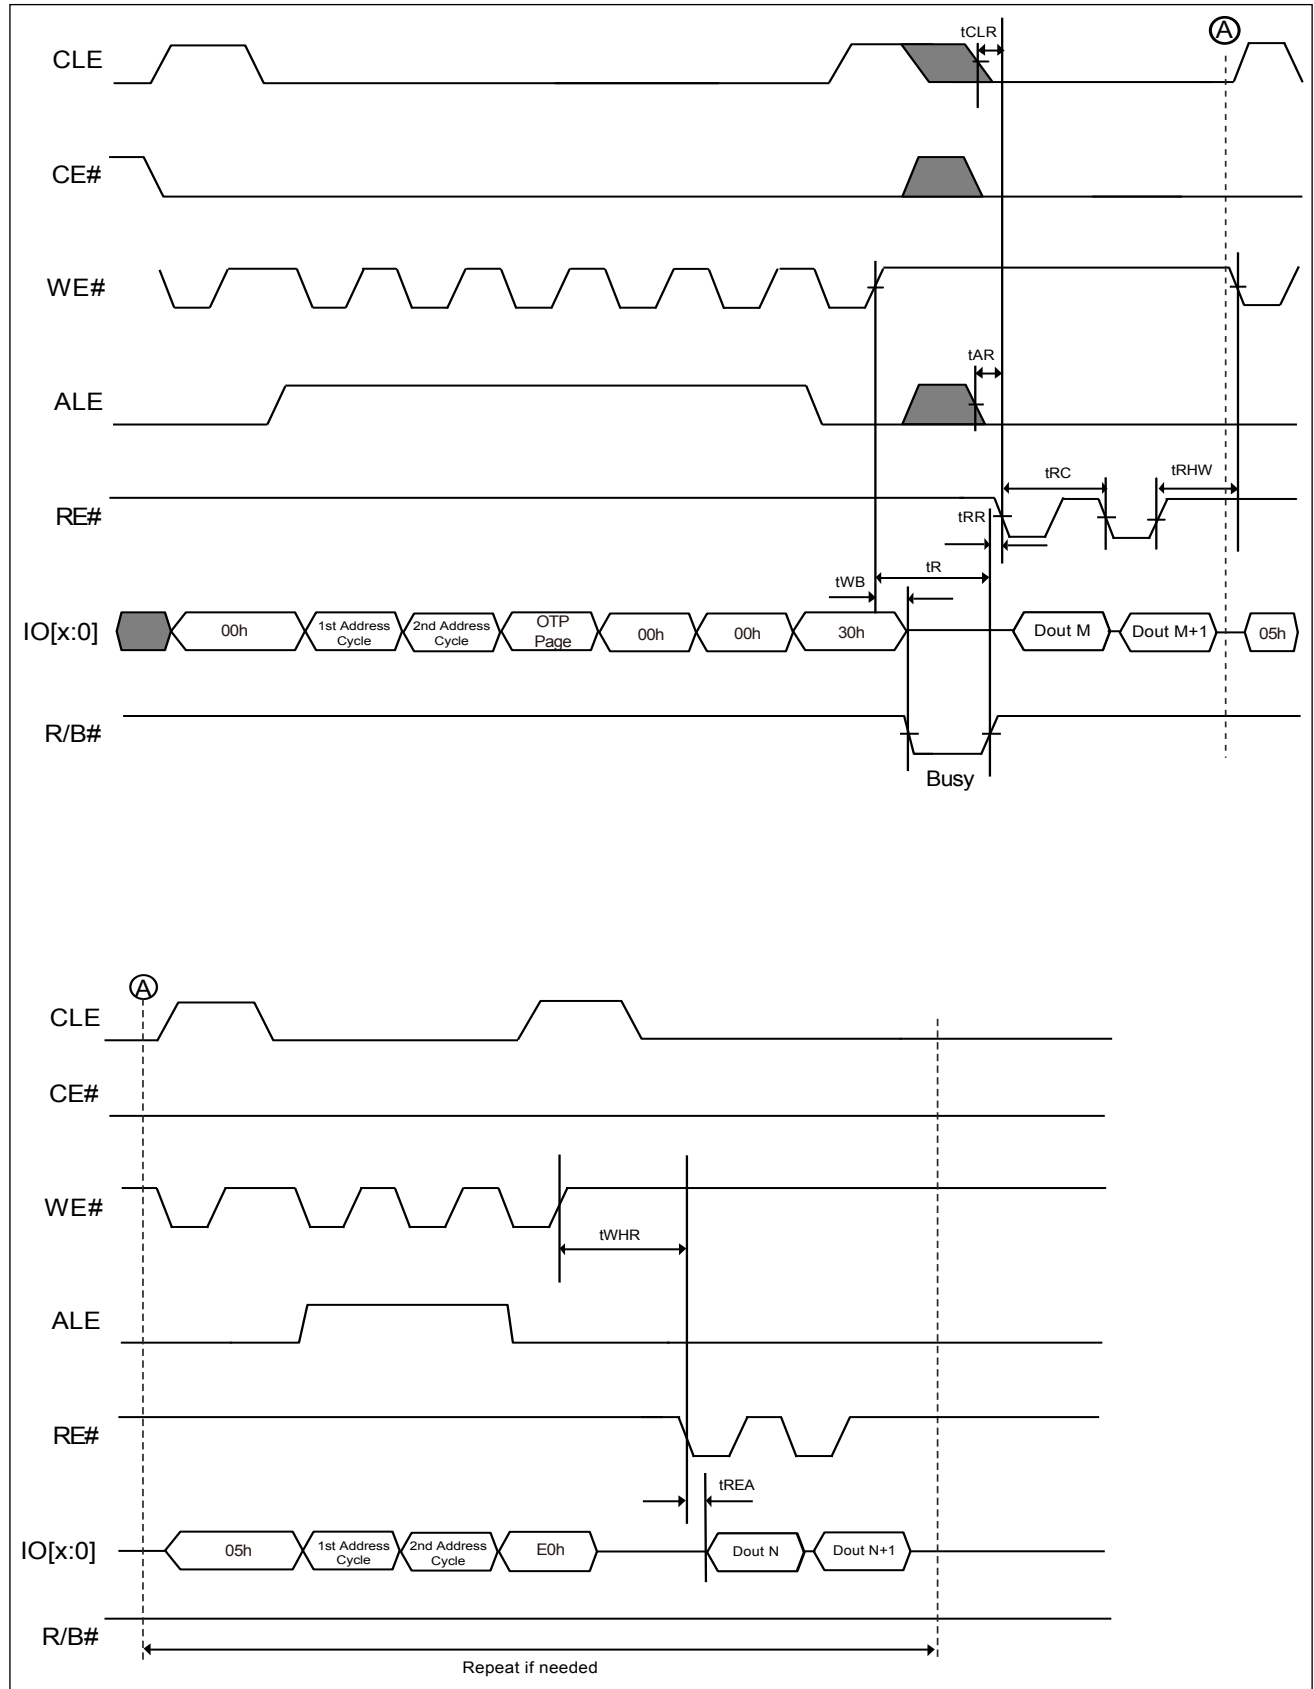 tCLR
A
CLE
CE#
WE#
tAR
ALE
tRC
tRHW
RE#
tRR
tR
tWB
IO[x:0]
00h
1st Address
Cycle
2nd Address
Cycle
OTP
Page
00h
00h
30h
Dout M
Dout M+1
05h
R/B#
Busy
A
CLE
CE#
WE#
tWHR
ALE
RE#
tREA
IO[x:0]
05h
1st Address
Cycle
2nd Address
Cycle
E0h
Dout N
Dout N+1
R/B#
Repeat if needed